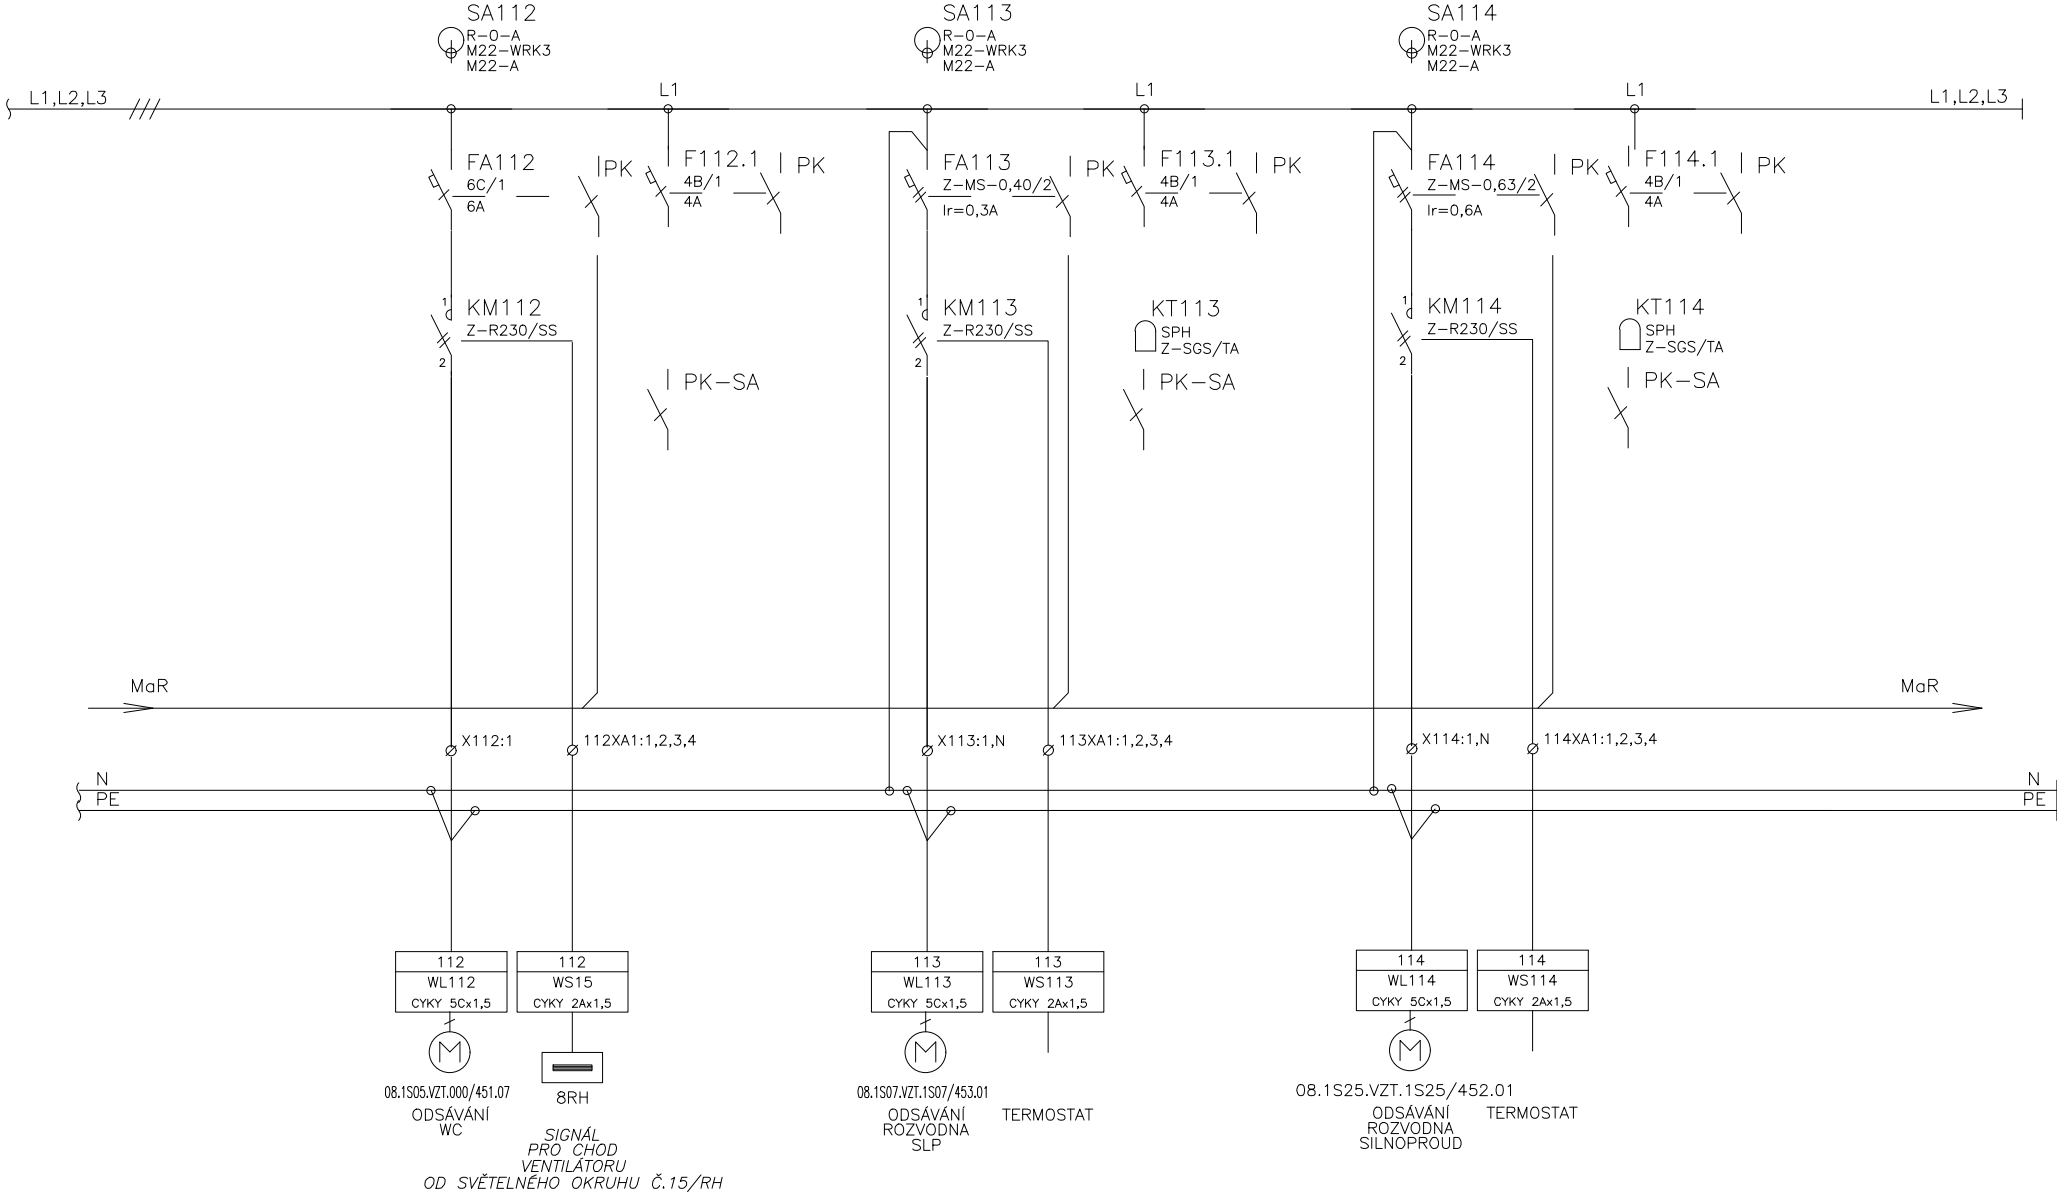 SA112
R-0-A
M22-WRK3
M22-A
SA113
R-0-A
M22-WRK3
M22-A
SA114
R-0-A
M22-WRK3
M22-A
L1,L2,L3
L1
L1
L1
L1,L2,L3
FA112
6C/1
6A
PK
F112.1
4B/1
4A
PK
FA113
Z-MS-0,40/2
Ir=0,3A
PK
F113.1
4B/1
4A
PK
FA114
Z-MS-0,63/2
Ir=0,6A
PK
F114.1
4B/1
4A
PK
1
KM112
Z-R230/SS
2
PK-SA
1
KM113
Z-R230/SS
2
KT113
SPH
Z-SGS/TA
PK-SA
1
KM114
Z-R230/SS
2
KT114
SPH
Z-SGS/TA
PK-SA
MaR
MaR
X112:1
112XA1:1,2,3,4
X113:1,N
113XA1:1,2,3,4
X114:1,N
114XA1:1,2,3,4
N
PE
N
PE
112
WL112
CYKY 5Cx1,5
112
WS15
CYKY 2Ax1,5
113
WL113
CYKY 5Cx1,5
113
WS113
CYKY 2Ax1,5
114
WL114
CYKY 5Cx1,5
114
WS114
CYKY 2Ax1,5
M
M
M
08.1S05.VZT.000/451.07
ODSÁVÁNÍ
WC
8RH
SIGNÁL
PRO CHOD
VENTILÁTORU
OD SVĚTELNÉHO OKRUHU Č.15/RH
08.1S07.VZT.1S07/453.01
ODSÁVÁNÍ
ROZVODNA
SLP
TERMOSTAT
08.1S25.VZT.1S25/452.01
ODSÁVÁNÍ
ROZVODNA
SILNOPROUD
TERMOSTAT